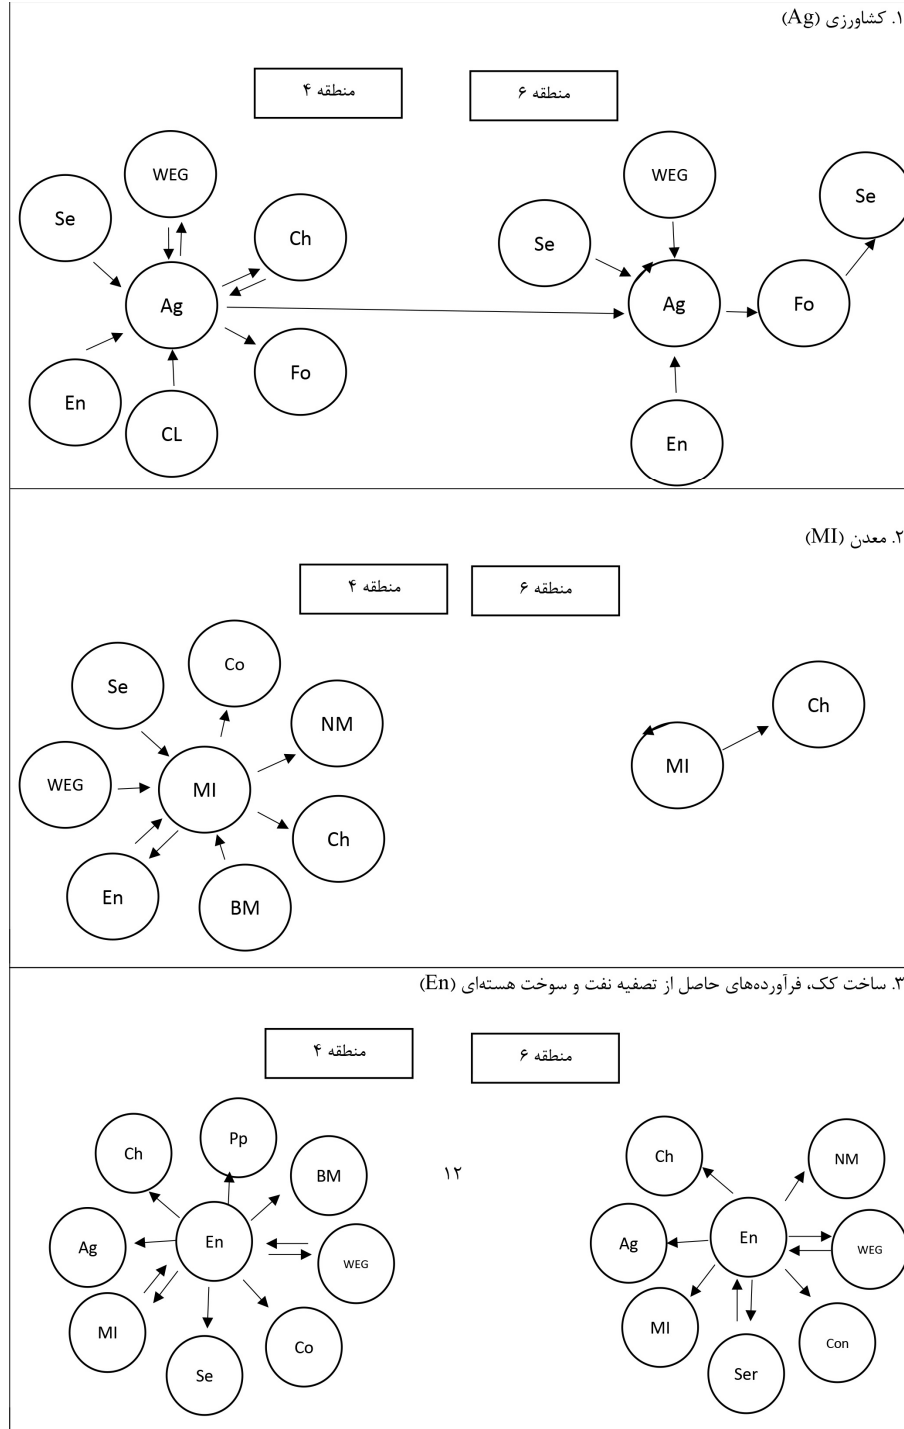 ۱. کشاورزی (Ag)
منطقه ۴
منطقه ۶
WEG
Se
Ch
Ag
Fo
En
CL
WEG
Se
Se
Ag
Fo
En
۲. معدن (MI)
منطقه ۴
منطقه ۶
Co
Se
NM
WEG
MI
Ch
En
BM
Ch
MI
۳. ساخت کک، فرآورده‌های حاصل از تصفیه نفت و سوخت هسته‌ای (En)
منطقه ۴
منطقه ۶
Pp
Ch
BM
En
Ag
WEG
MI
Co
Se
۱۲
Ch
NM
En
Ag
WEG
MI
Con
Ser